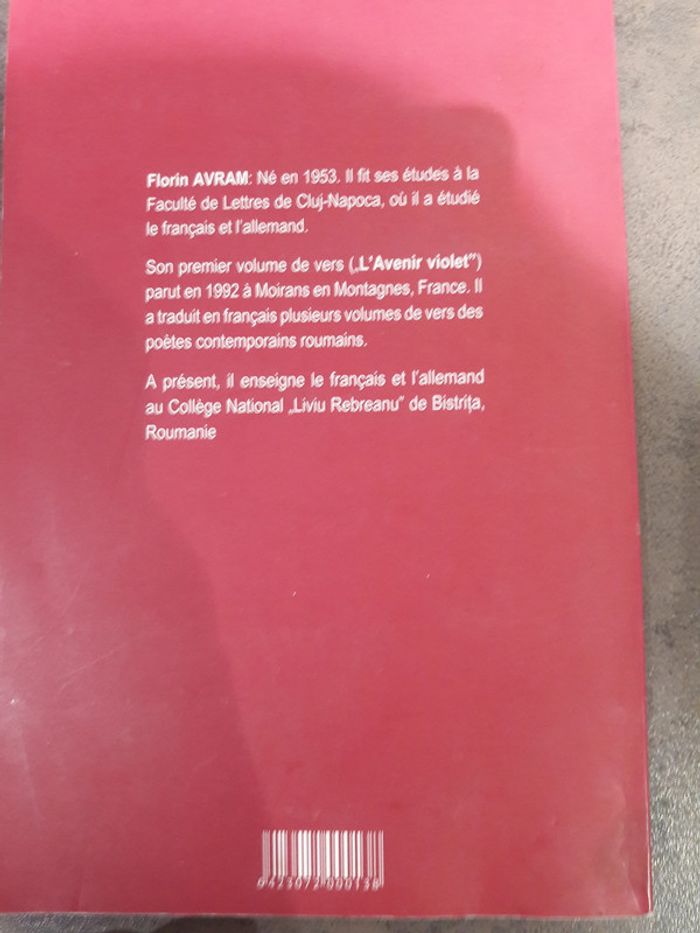 Florin AVRAM: Né en 1953. Il fit ses études à la
Faculté de Lettres de Cluj-Napoca, où il a étudié
le français et l'allemand.
Son premier volume de vers („L'Avenir violet")
parut en 1992 à Moirans en Montagnes, France. Il
a traduit en français plusieurs volumes de vers des
poètes contemporains roumains.
A présent, il enseigne le français et l'allemand
au Collège National „Liviu Rebreanu" de Bistrița,
Roumanie
0423072000138